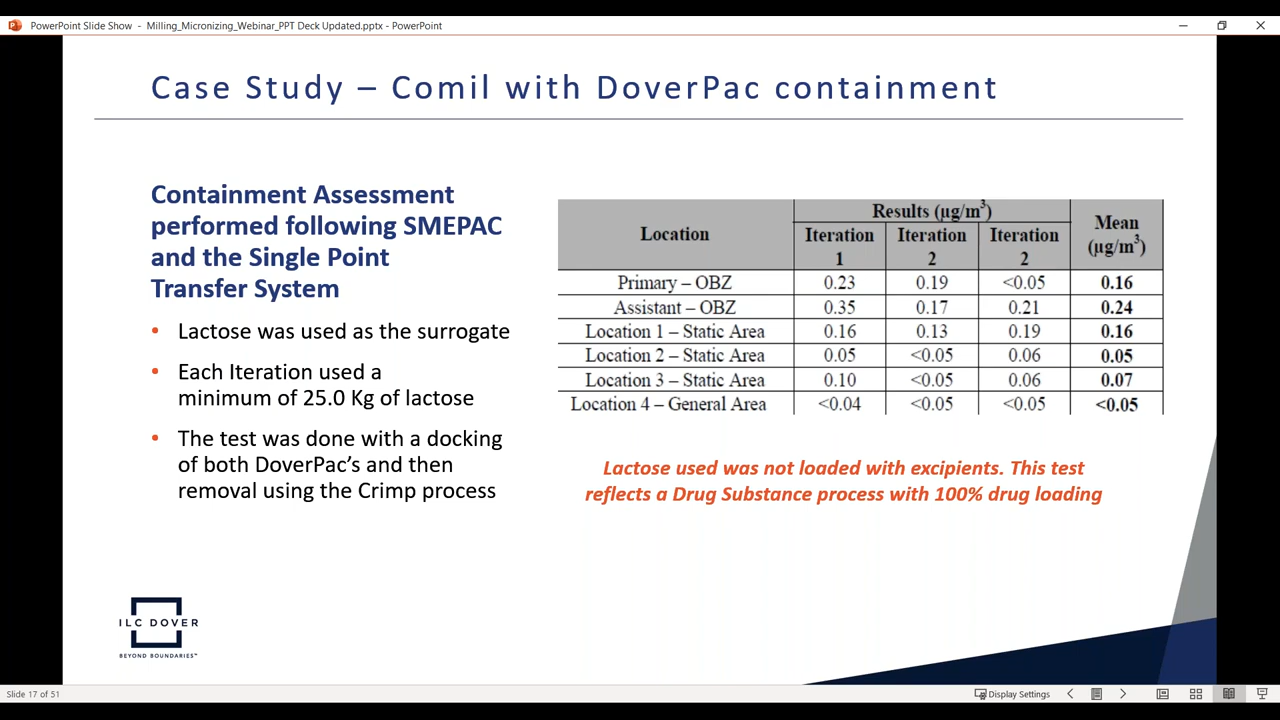 PowerPoint Slide Show - Milling_Micronizing_Webinar_PPT Deck Updated.pptx - PowerPoint
Case Study – Comil with DoverPac containment
Containment Assessment
performed following SMEPAC
and the Single Point
Transfer System
• Lactose was used as the surrogate
• Each Iteration used a
minimum of 25.0 Kg of lactose
• The test was done with a docking
of both DoverPac's and then
removal using the Crimp process
Location Results (µg/m³) Mean (µg/m³)
Iteration 1 Iteration 2 Iteration 2
Primary – OBZ 0.23 0.19 <0.05 0.16
Assistant – OBZ 0.35 0.17 0.21 0.24
Location 1 – Static Area 0.16 0.13 0.19 0.16
Location 2 – Static Area 0.05 <0.05 0.06 0.05
Location 3 – Static Area 0.10 <0.05 0.06 0.07
Location 4 – General Area <0.04 <0.05 <0.05 <0.05
Lactose used was not loaded with excipients. This test
reflects a Drug Substance process with 100% drug loading
ILC DOVER
BEYOND BOUNDARIES™
Slide 17 of 51
Display Settings